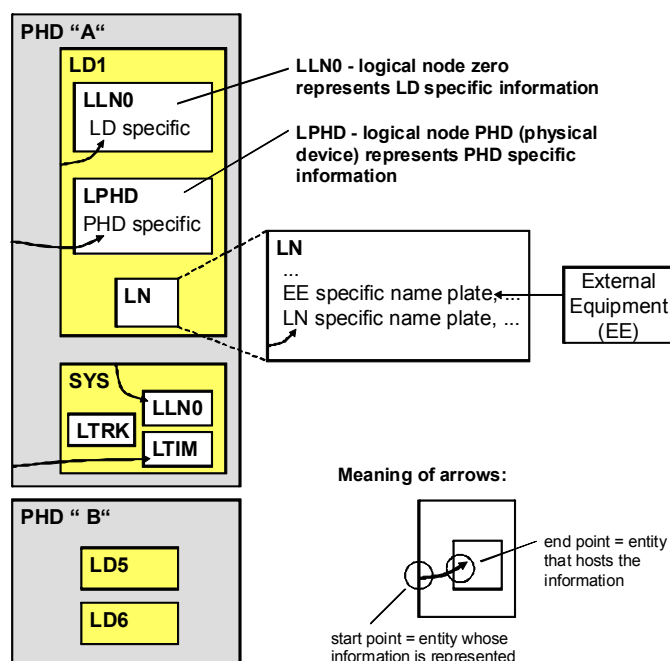 PHD “A“
LD1
LLN0
LD specific
LPHD
PHD specific
LN
LLN0 - logical node zero
represents LD specific information
LPHD - logical node PHD (physical
device) represents PHD specific
information
LN
...
EE specific name plate, ...
LN specific name plate, ...
External
Equipment
(EE)
SYS
LLN0
LTRK
LTIM
PHD “ B“
LD5
LD6
Meaning of arrows:
end point = entity
that hosts the
information
start point = entity whose
information is represented